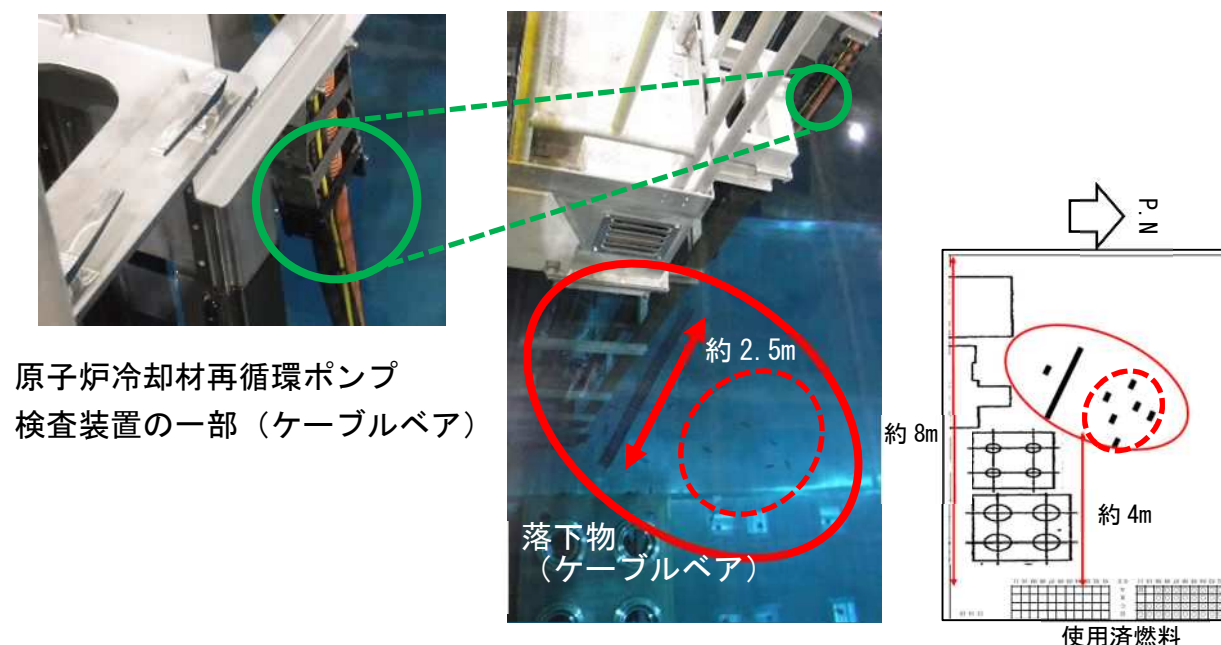 原子炉冷却材再循環ポンプ
検査装置の一部（ケーブルベア）
約 2.5m
落下物
（ケーブルベア）
P.N
約 8m
約 4m
使用済燃料